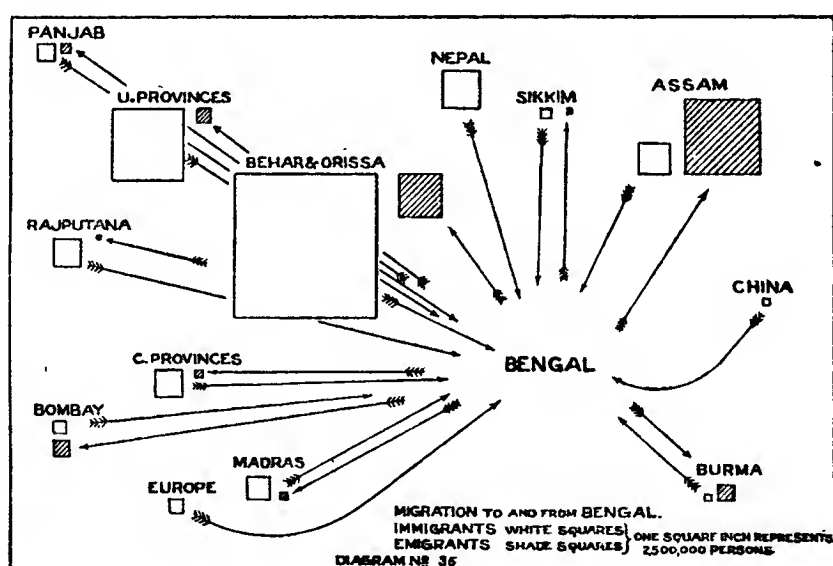 PANJAB
U. PROVINCES
NEPAL
SIKKIM
ASSAM
BEHAR & ORISSA
RAJPUTANA
CHINA
C. PROVINCES
BENGAL
BOMBAY
MADRAS
EUROPE
BURMA
MIGRATION TO AND FROM BENGAL.
IMMIGRANTS WHITE SQUARES
EMIGRANTS SHADE SQUARES
ONE SQUARE INCH REPRESENTS
2,500,000 PERSONS.
DIAGRAM Nº 36